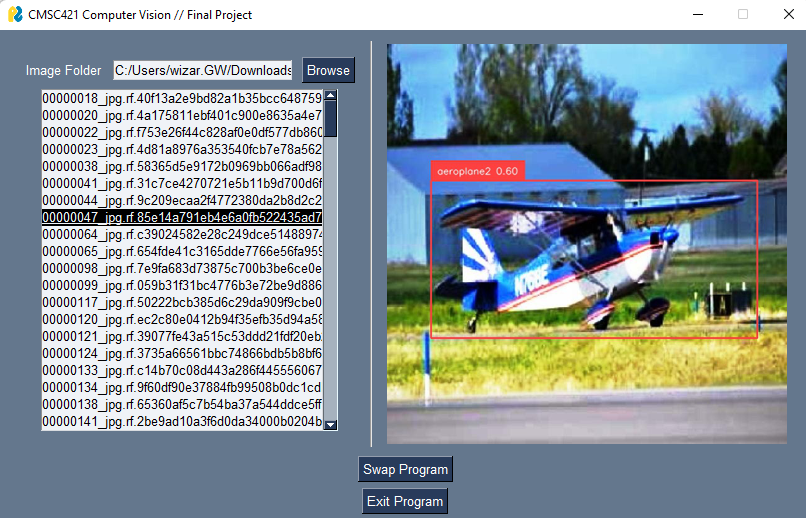 CMSC421 Computer Vision // Final Project
Image Folder C:/Users/wizar.GW/Downloads Browse
00000018_jpg.rf.40f13a2e9bd82a1b35bcc648759
00000020_jpg.rf.4a175811ebf401c900e8635a4e7
00000022_jpg.rf.f753e26f44c828af0e0df577db860
00000023_jpg.rf.4d81a8976a353540fcb7e78a562
00000038_jpg.rf.58365d5e9172b0969bb066adf98
00000041_jpg.rf.31c7ce4270721e5b11b9d700d6f
00000044_jpg.rf.9c209ecaa2f4772380da2b8d2c2
00000047_jpg.rf.85e14a791eb4e6a0fb522435ad7
00000064_jpg.rf.c39024582e28c249dce51488974
00000065_jpg.rf.654fde41c3165dde7766e56fa959
00000098_jpg.rf.7e9fa683d73875c700b3be6ce0e
00000099_jpg.rf.059b31f31bc4776b3e72be9d886
00000117_jpg.rf.50222bcb385d6c29da909f9cbe0
00000120_jpg.rf.ec2c80e0412b94f35efb35d94a58
00000121_jpg.rf.39077fe43a515c53ddd21fdf20eb
00000124_jpg.rf.3735a66561bbc74866bdb5b8bf6
00000133_jpg.rf.c14b70c08d443a286f445556067
00000134_jpg.rf.9f60df90e37884fb99508b0dc1cd
00000138_jpg.rf.65360af5c7b54ba37a544ddce5ff
00000141_jpg.rf.2be9ad10a3f6d0da34000b0204b
aeroplane2 0.60
Swap Program
Exit Program